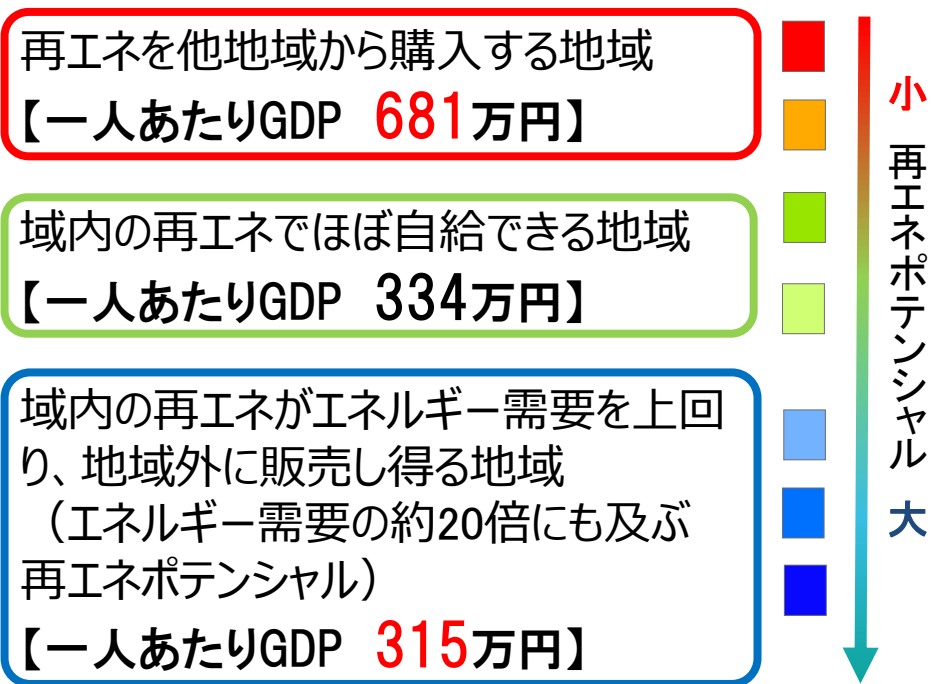 再エネを他地域から購入する地域
【一人あたりGDP 681万円】
域内の再エネでほぼ自給できる地域
【一人あたりGDP 334万円】
域内の再エネがエネルギー需要を上回
り、地域外に販売し得る地域
（エネルギー需要の約20倍にも及ぶ
再エネポテンシャル）
【一人あたりGDP 315万円】
小 再エネポテンシャル 大